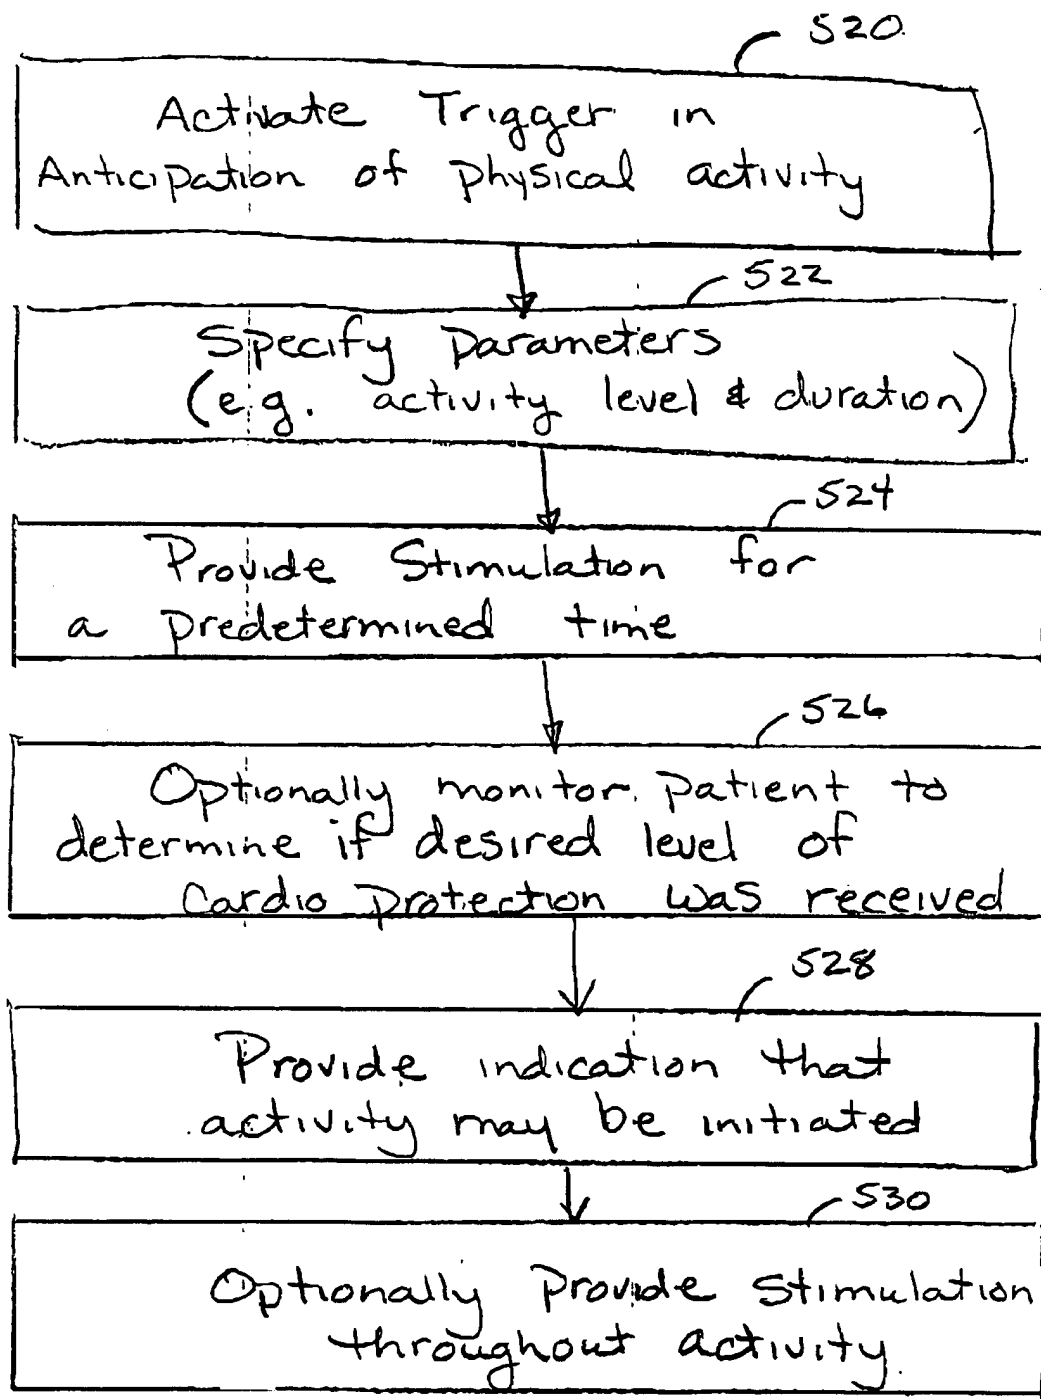 520
Activate Trigger in
Anticipation of physical activity
522
Specify parameters
(e.g. activity level & duration)
524
Provide Stimulation for
a predetermined time
526
Optionally monitor patient to
determine if desired level of
Cardio protection was received
528
Provide indication that
activity may be initiated
530
Optionally Provide Stimulation
throughout activity.